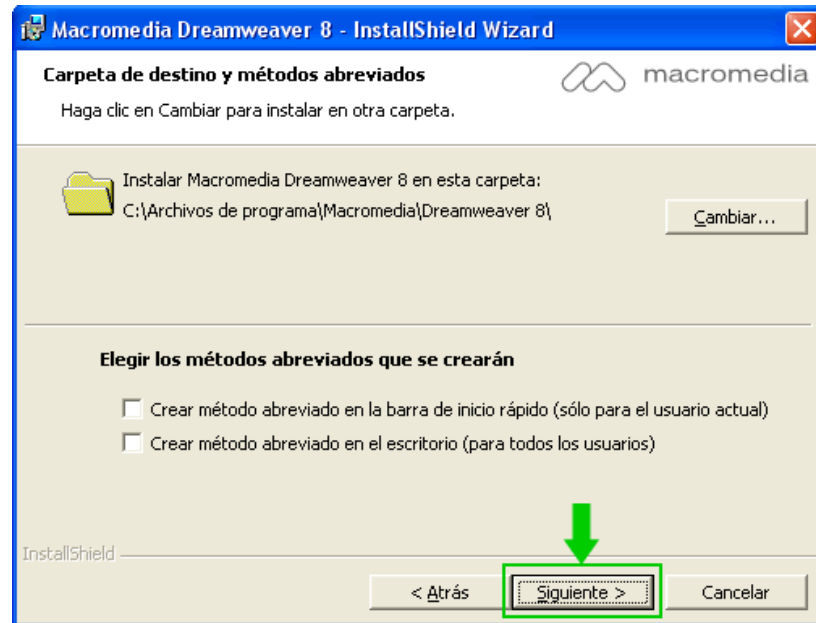 Macromedia Dreamweaver 8 - InstallShield Wizard
Carpeta de destino y métodos abreviados
macromedia
Haga clic en Cambiar para instalar en otra carpeta.
Instalar Macromedia Dreamweaver 8 en esta carpeta:
C:\Archivos de programa\Macromedia\Dreamweaver 8\
Cambiar...
Elegir los métodos abreviados que se crearán
Crear método abreviado en la barra de inicio rápido (sólo para el usuario actual)
Crear método abreviado en el escritorio (para todos los usuarios)
InstallShield
< Atrás Siguiente > Cancelar